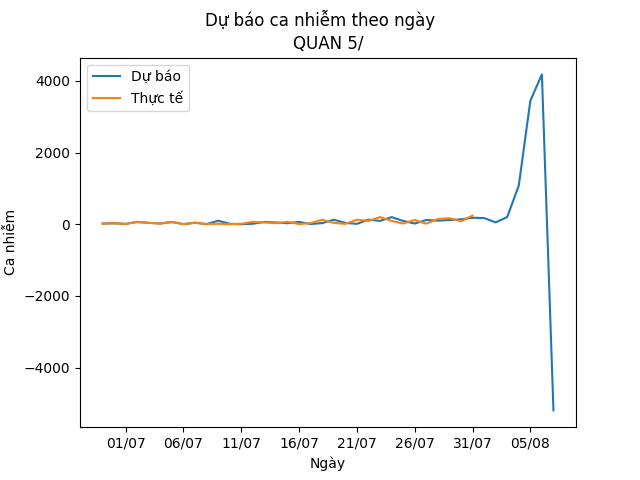 Dự báo ca nhiễm theo ngày
QUAN 5/
Dự báo
Thực tế
Ca nhiễm
4000
2000
0
−2000
−4000
01/07 06/07 11/07 16/07 21/07 26/07 31/07 05/08
Ngày